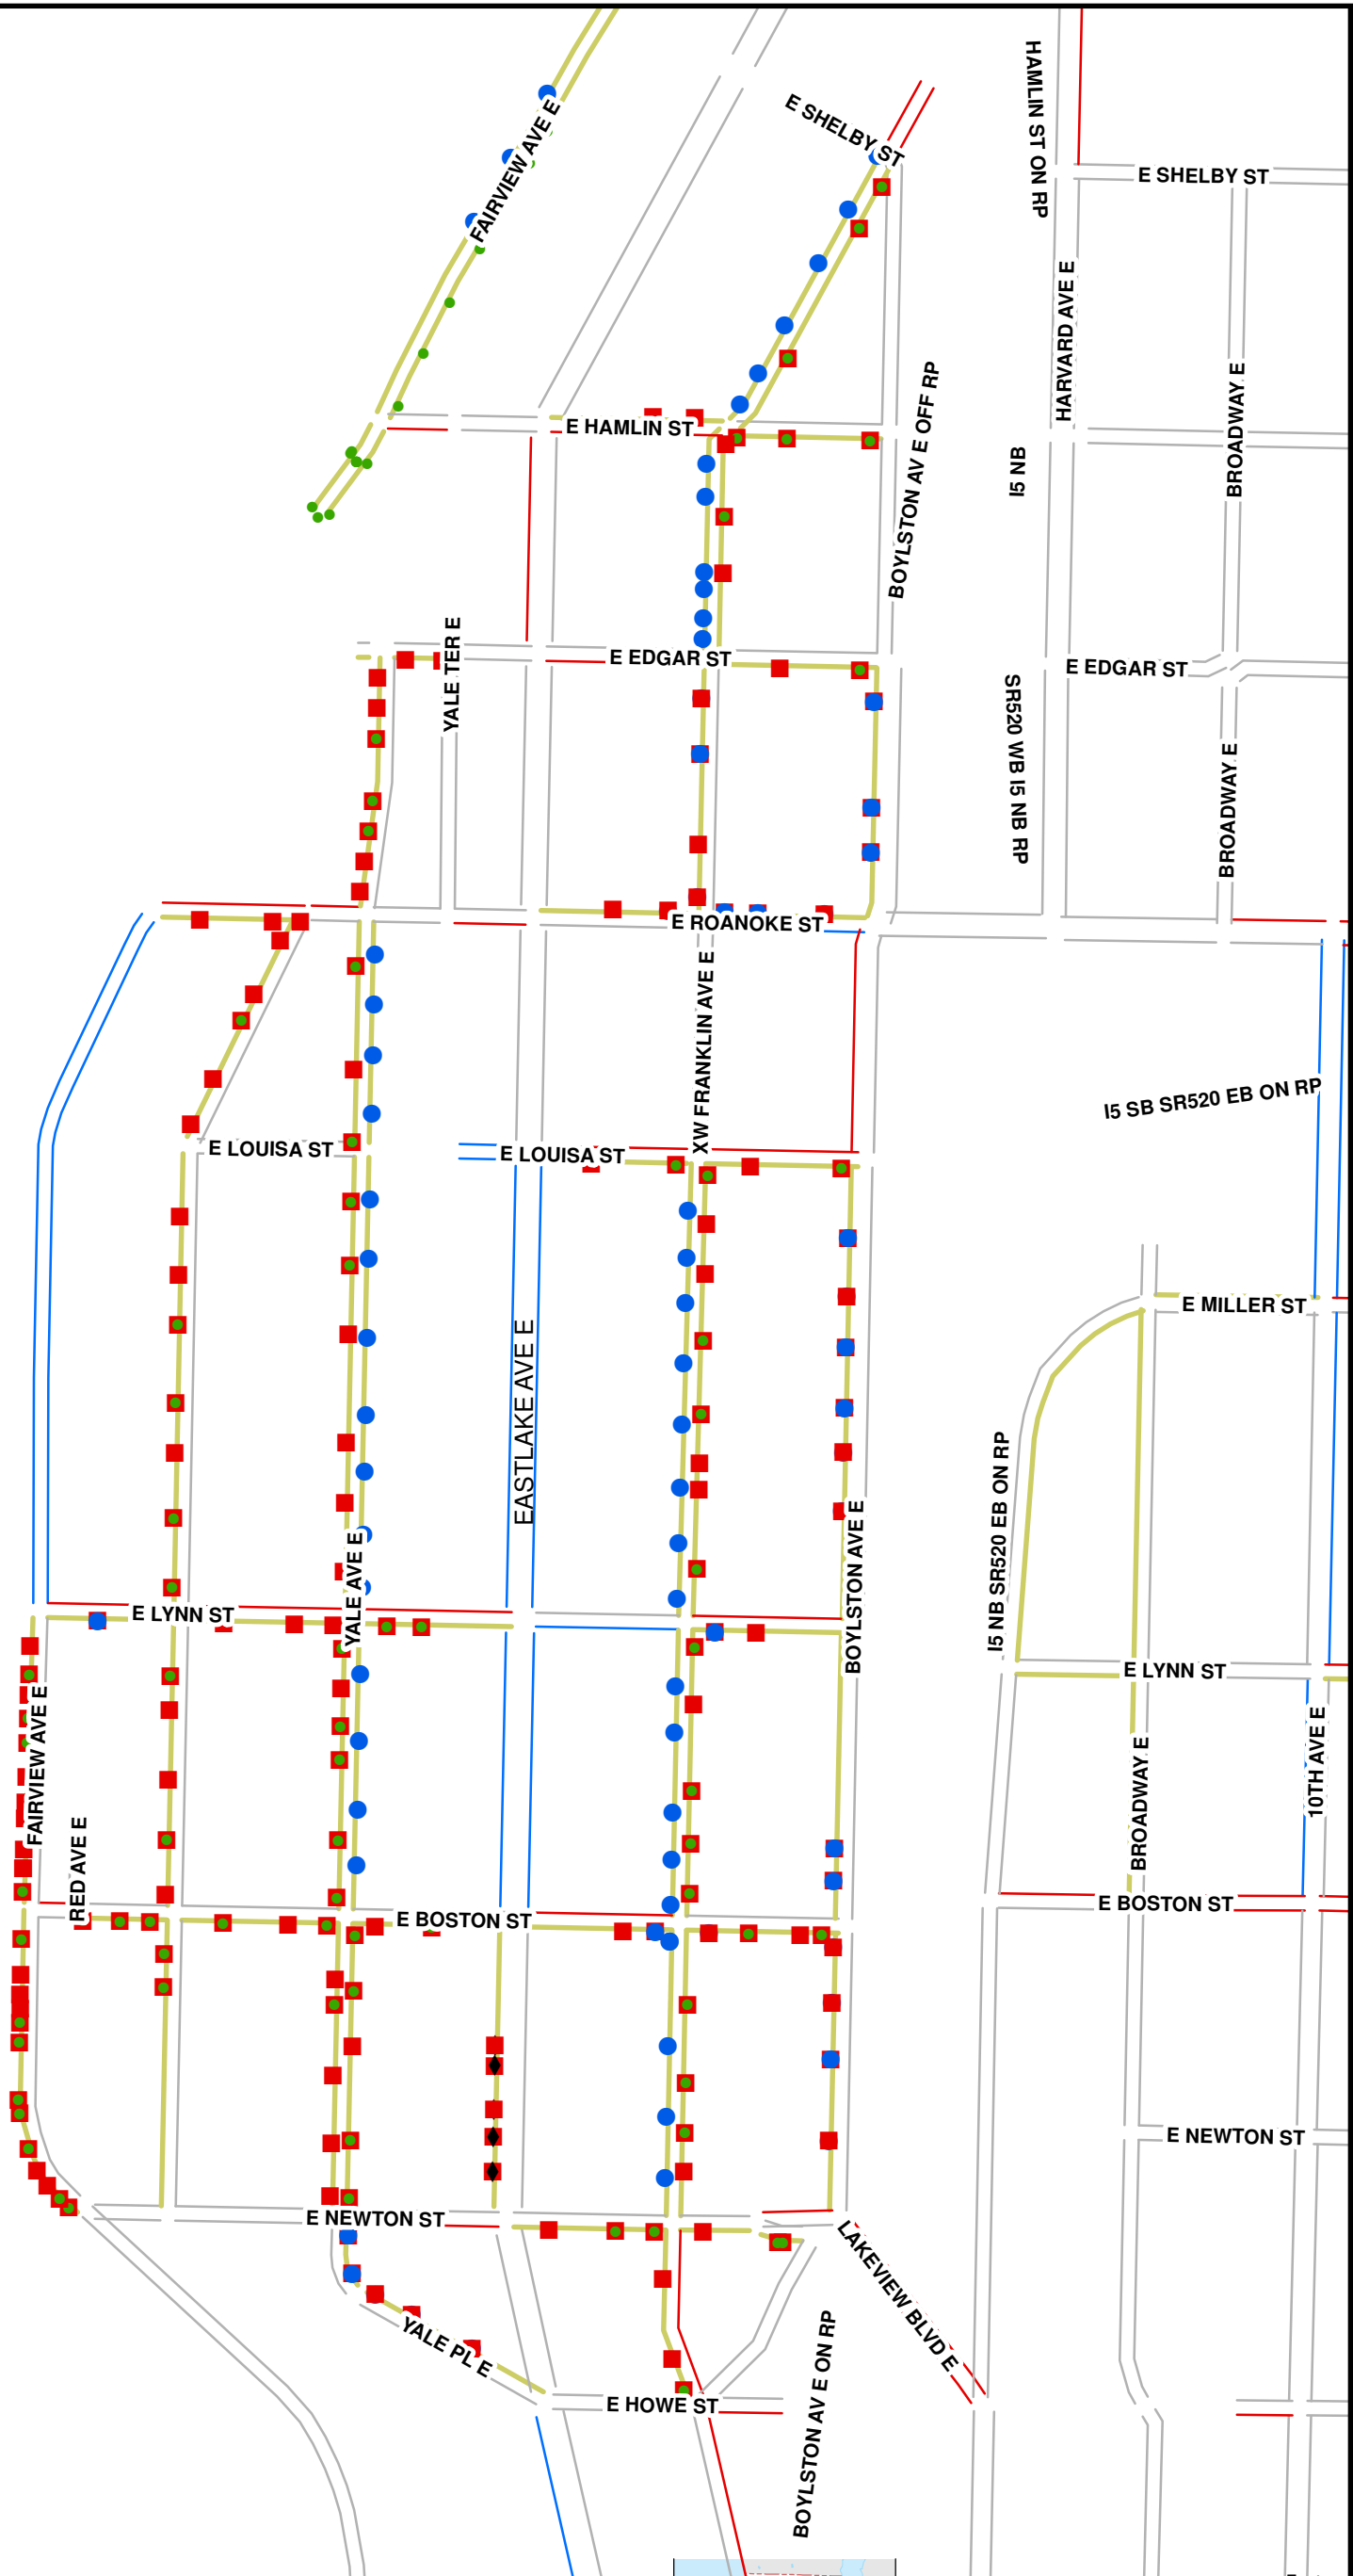 HAMLIN ST ON RP
E SHELBY ST
FAIRVIEW AVE E
E SHELBY ST
HARVARD AVE E
BROADWAY E
BOYLSTON AV E OFF RP
E HAMLIN ST
I5 NB
YALE TER E
E EDGAR ST
E EDGAR ST
SR520 WB I5 NB RP
BROADWAY E
E ROANOKE ST
XW FRANKLIN AVE E
I5 SB SR520 EB ON RP
E LOUISA ST
E LOUISA ST
E MILLER ST
EASTLAKE AVE E
I5 NB SR520 EB ON RP
BOYLSTON AVE E
YALE AVE E
E LYNN ST
E LYNN ST
FAIRVIEW AVE E
10TH AVE E
BROADWAY E
RED AVE E
E BOSTON ST
E BOSTON ST
E NEWTON ST
E NEWTON ST
LAKEVIEW BLVD E
YALE PL E
BOYLSTON AV E ON RP
E HOWE ST